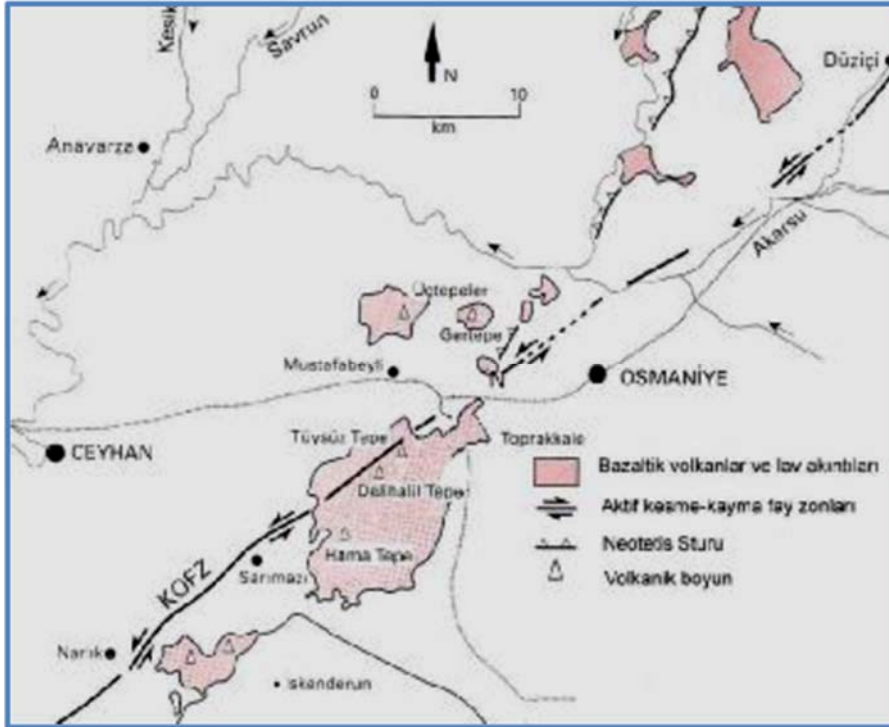 Kesik
Savrun
N
0 10
km
Düziçi
Anavarza
Akarsu
Üçtepeler
Gertepe
Mustafabeyli
OSMANİYE
CEYHAN
Tüysüz Tepe
Toprakkale
Delihalil Tepe
Hama Tepe
Sarımazı
KOFZ
Narlık
İskenderun
Bazaltik volkanlar ve lav akıntıları
Aktif kesme-kayma fay zonları
Neotetis Sturu
Volkanik boyun